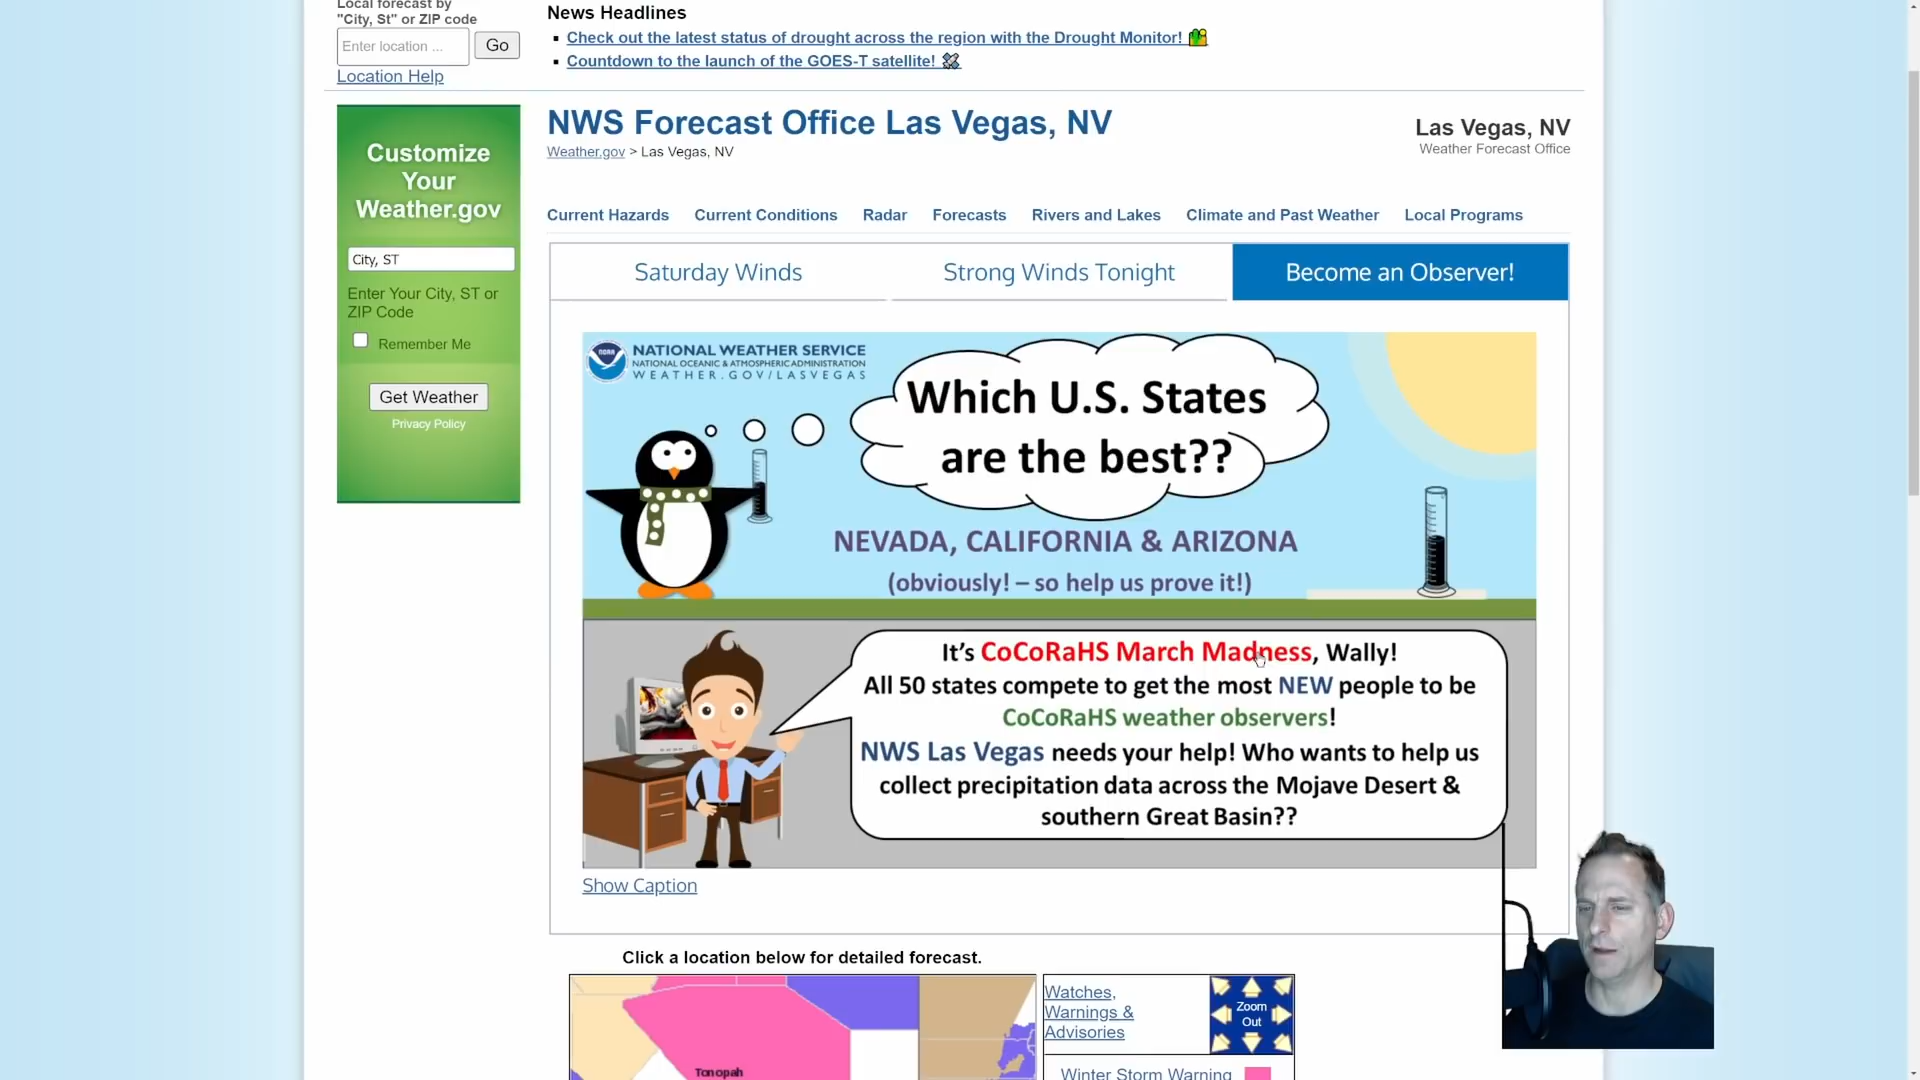 Local forecast by
"City, St" or ZIP code
Enter location ...
Go
Location Help
News Headlines
Check out the latest status of drought across the region with the Drought Monitor!
Countdown to the launch of the GOES-T satellite!
Customize
Your
Weather.gov
City, ST
Enter Your City, ST or
ZIP Code
Remember Me
Get Weather
Privacy Policy
NWS Forecast Office Las Vegas, NV
Weather.gov > Las Vegas, NV
Las Vegas, NV
Weather Forecast Office
Current Hazards Current Conditions Radar Forecasts Rivers and Lakes Climate and Past Weather Local Programs
Saturday Winds Strong Winds Tonight Become an Observer!
NOAA
NATIONAL WEATHER SERVICE
NATIONAL OCEANIC & ATMOSPHERIC ADMINISTRATION
WEATHER.GOV/LASVEGAS
Which U.S. States
are the best??
NEVADA, CALIFORNIA & ARIZONA
(obviously! – so help us prove it!)
It's CoCoRaHS March Madness, Wally!
All 50 states compete to get the most NEW people to be
CoCoRaHS weather observers!
NWS Las Vegas needs your help! Who wants to help us
collect precipitation data across the Mojave Desert &
southern Great Basin??
Show Caption
Click a location below for detailed forecast.
Tonopah
Watches,
Warnings &
Advisories
Zoom
Out
Winter Storm Warning